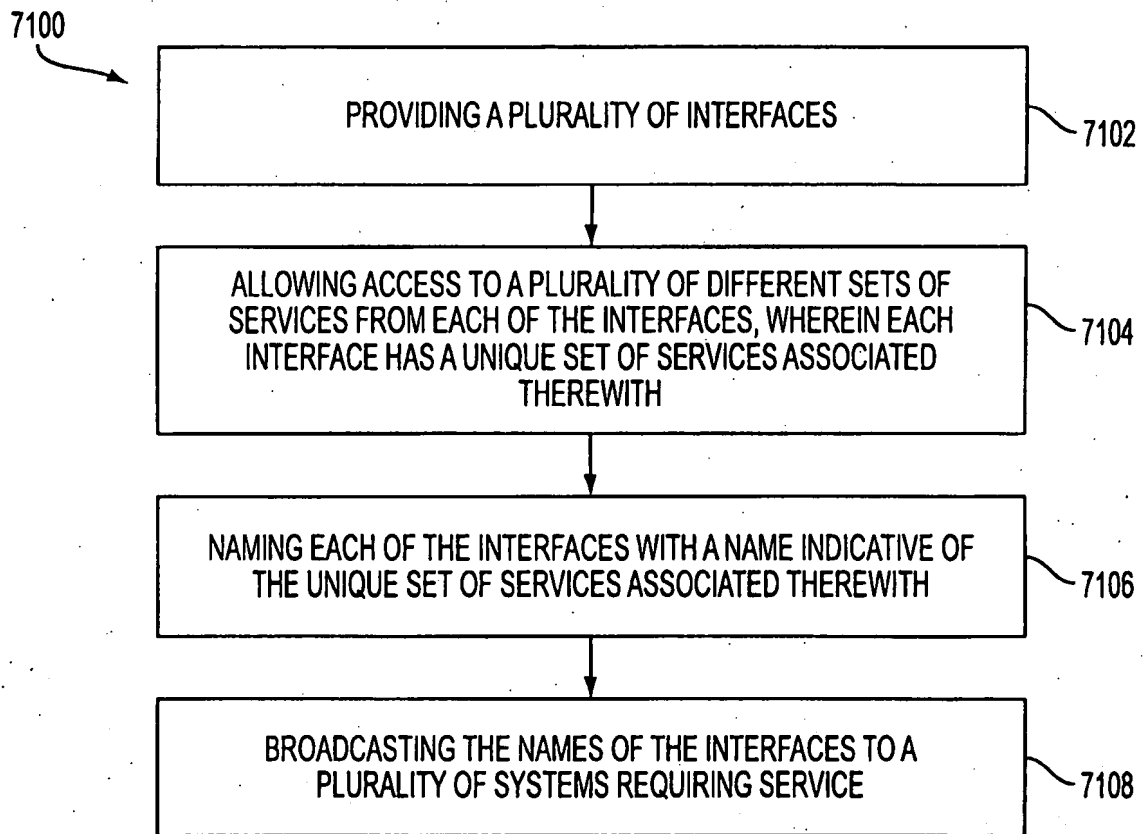 7100
PROVIDING A PLURALITY OF INTERFACES
7102
ALLOWING ACCESS TO A PLURALITY OF DIFFERENT SETS OF
SERVICES FROM EACH OF THE INTERFACES, WHEREIN EACH
INTERFACE HAS A UNIQUE SET OF SERVICES ASSOCIATED
THEREWITH
7104
NAMING EACH OF THE INTERFACES WITH A NAME INDICATIVE OF
THE UNIQUE SET OF SERVICES ASSOCIATED THEREWITH
7106
BROADCASTING THE NAMES OF THE INTERFACES TO A
PLURALITY OF SYSTEMS REQUIRING SERVICE
7108